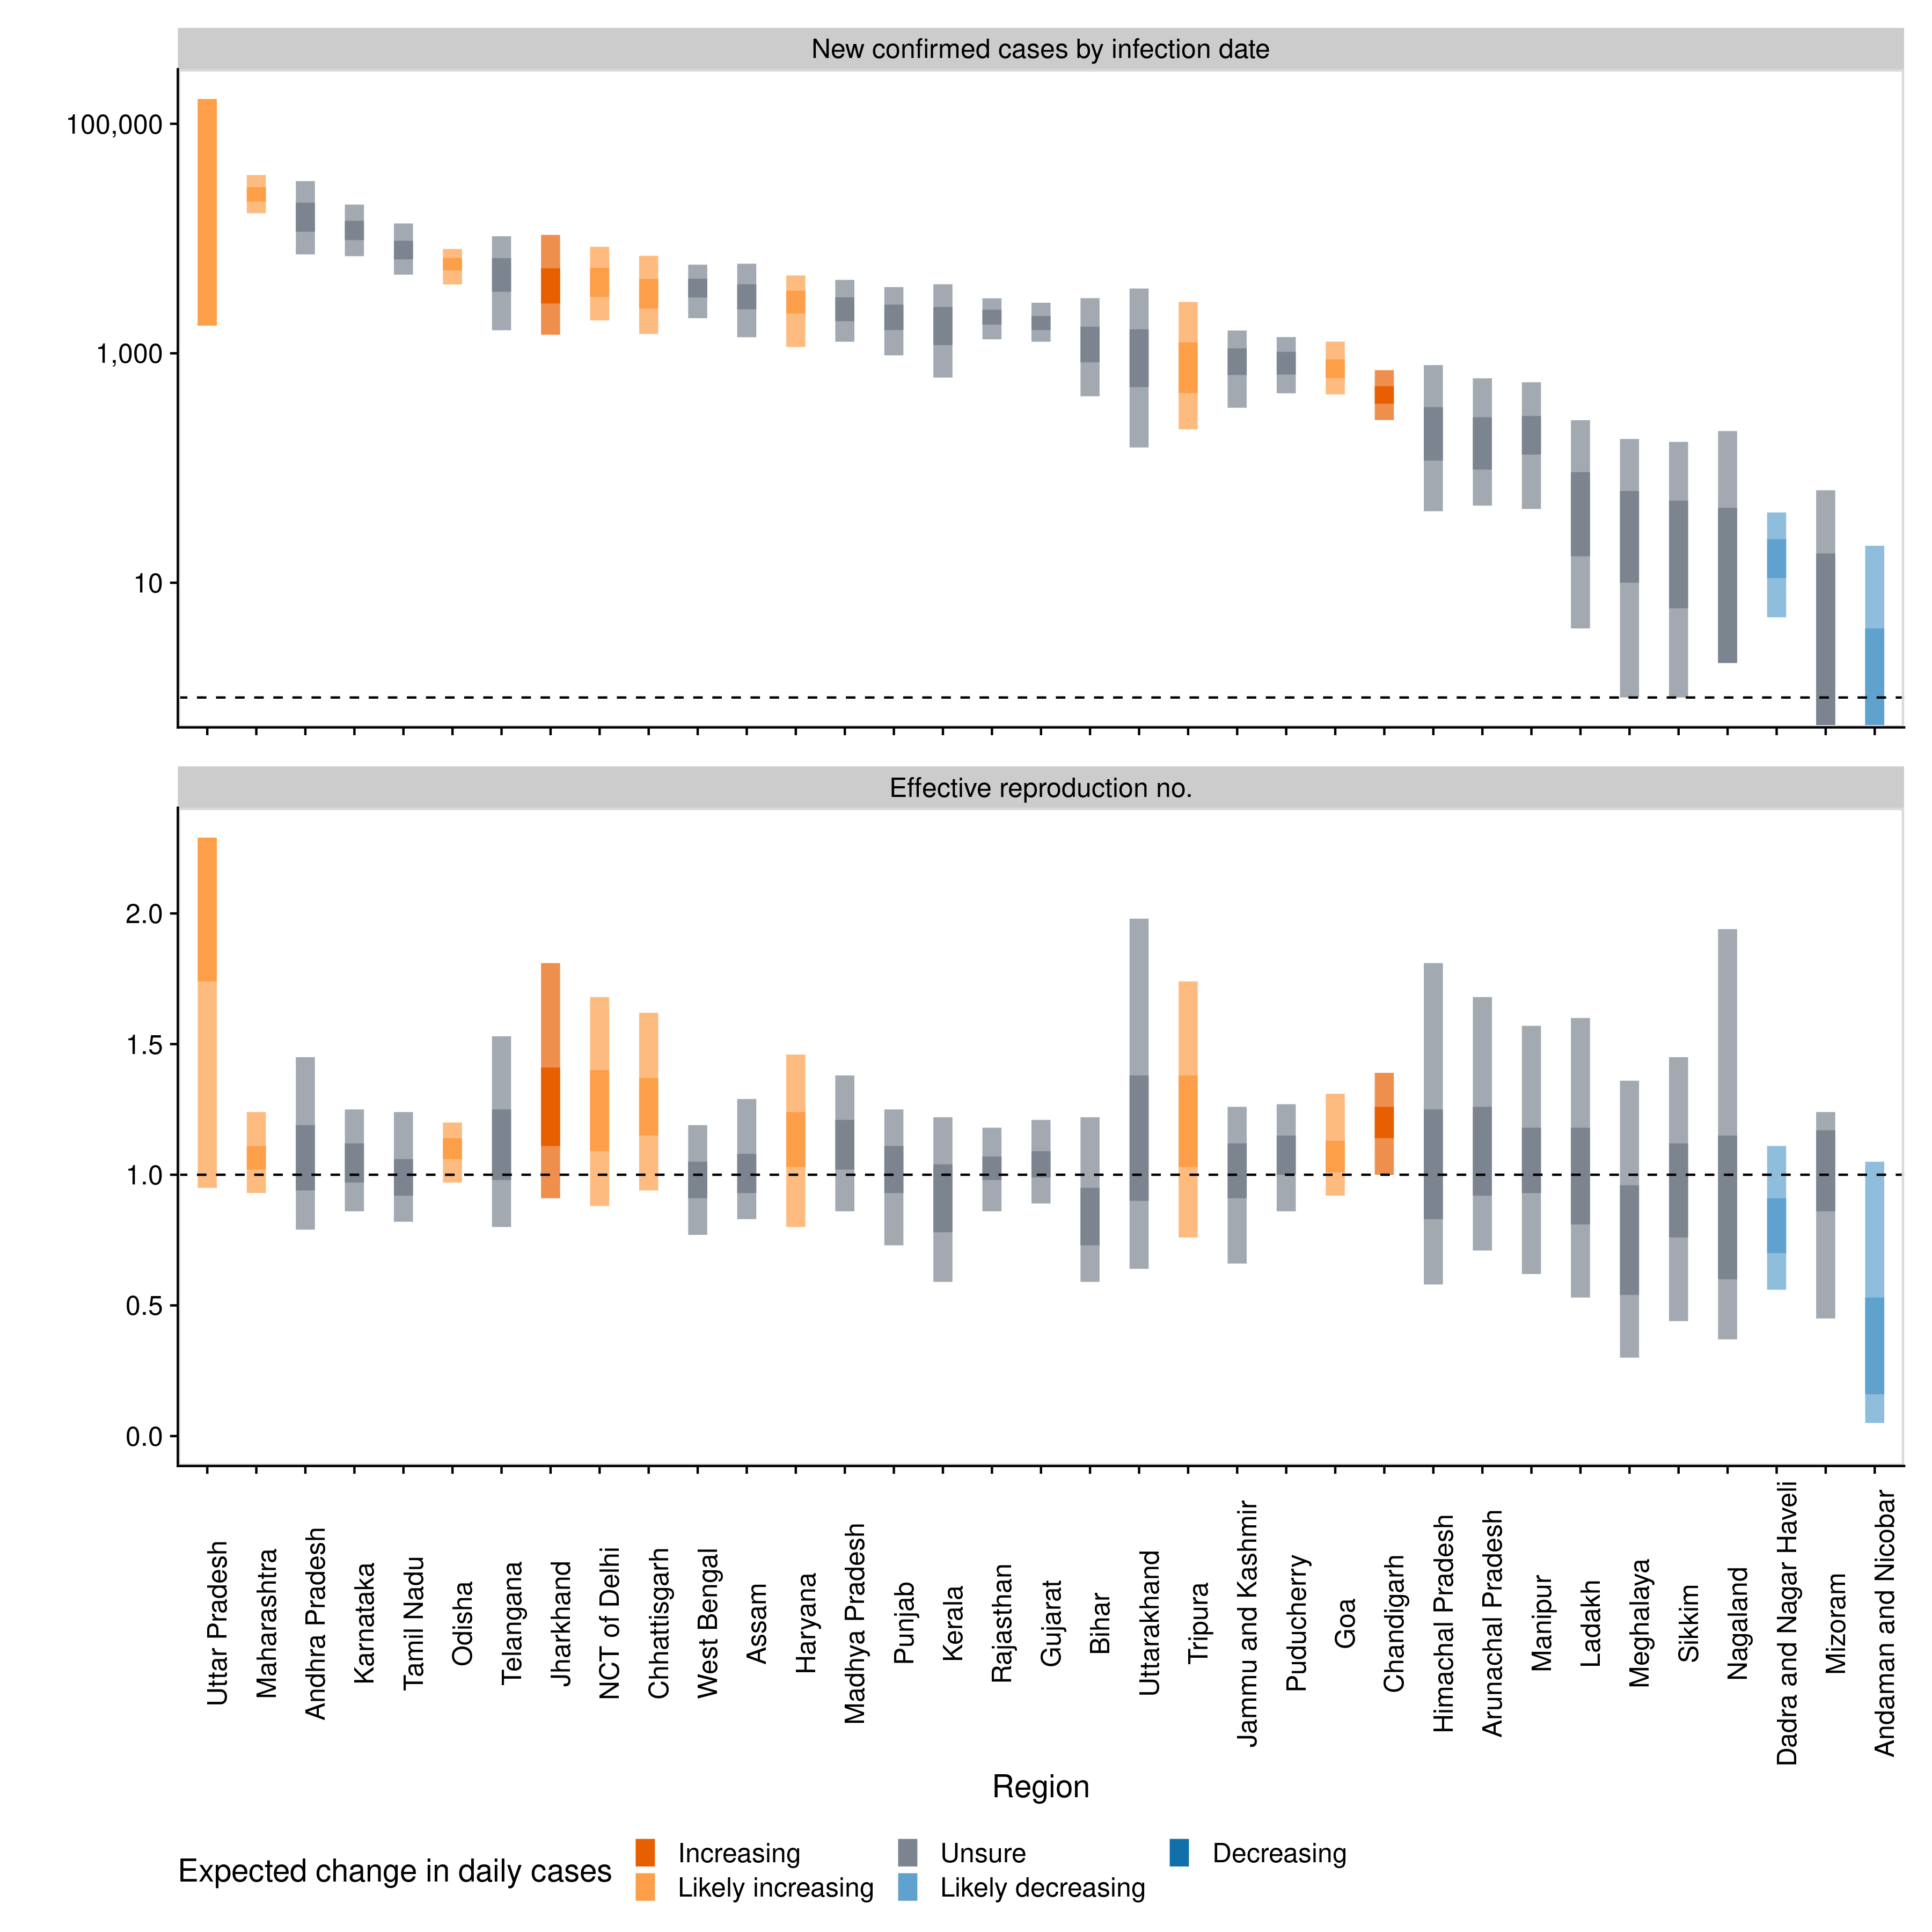 New confirmed cases by infection date
100,000
1,000
10
Effective reproduction no.
2.0
1.5
1.0
0.5
0.0
Uttar Pradesh
Maharashtra
Andhra Pradesh
Karnataka
Tamil Nadu
Odisha
Telangana
Jharkhand
NCT of Delhi
Chhattisgarh
West Bengal
Assam
Haryana
Madhya Pradesh
Punjab
Kerala
Rajasthan
Gujarat
Bihar
Uttarakhand
Tripura
Jammu and Kashmir
Puducherry
Goa
Chandigarh
Himachal Pradesh
Arunachal Pradesh
Manipur
Ladakh
Meghalaya
Sikkim
Nagaland
Dadra and Nagar Haveli
Mizoram
Andaman and Nicobar
Region
Expected change in daily cases
Increasing
Likely increasing
Unsure
Likely decreasing
Decreasing